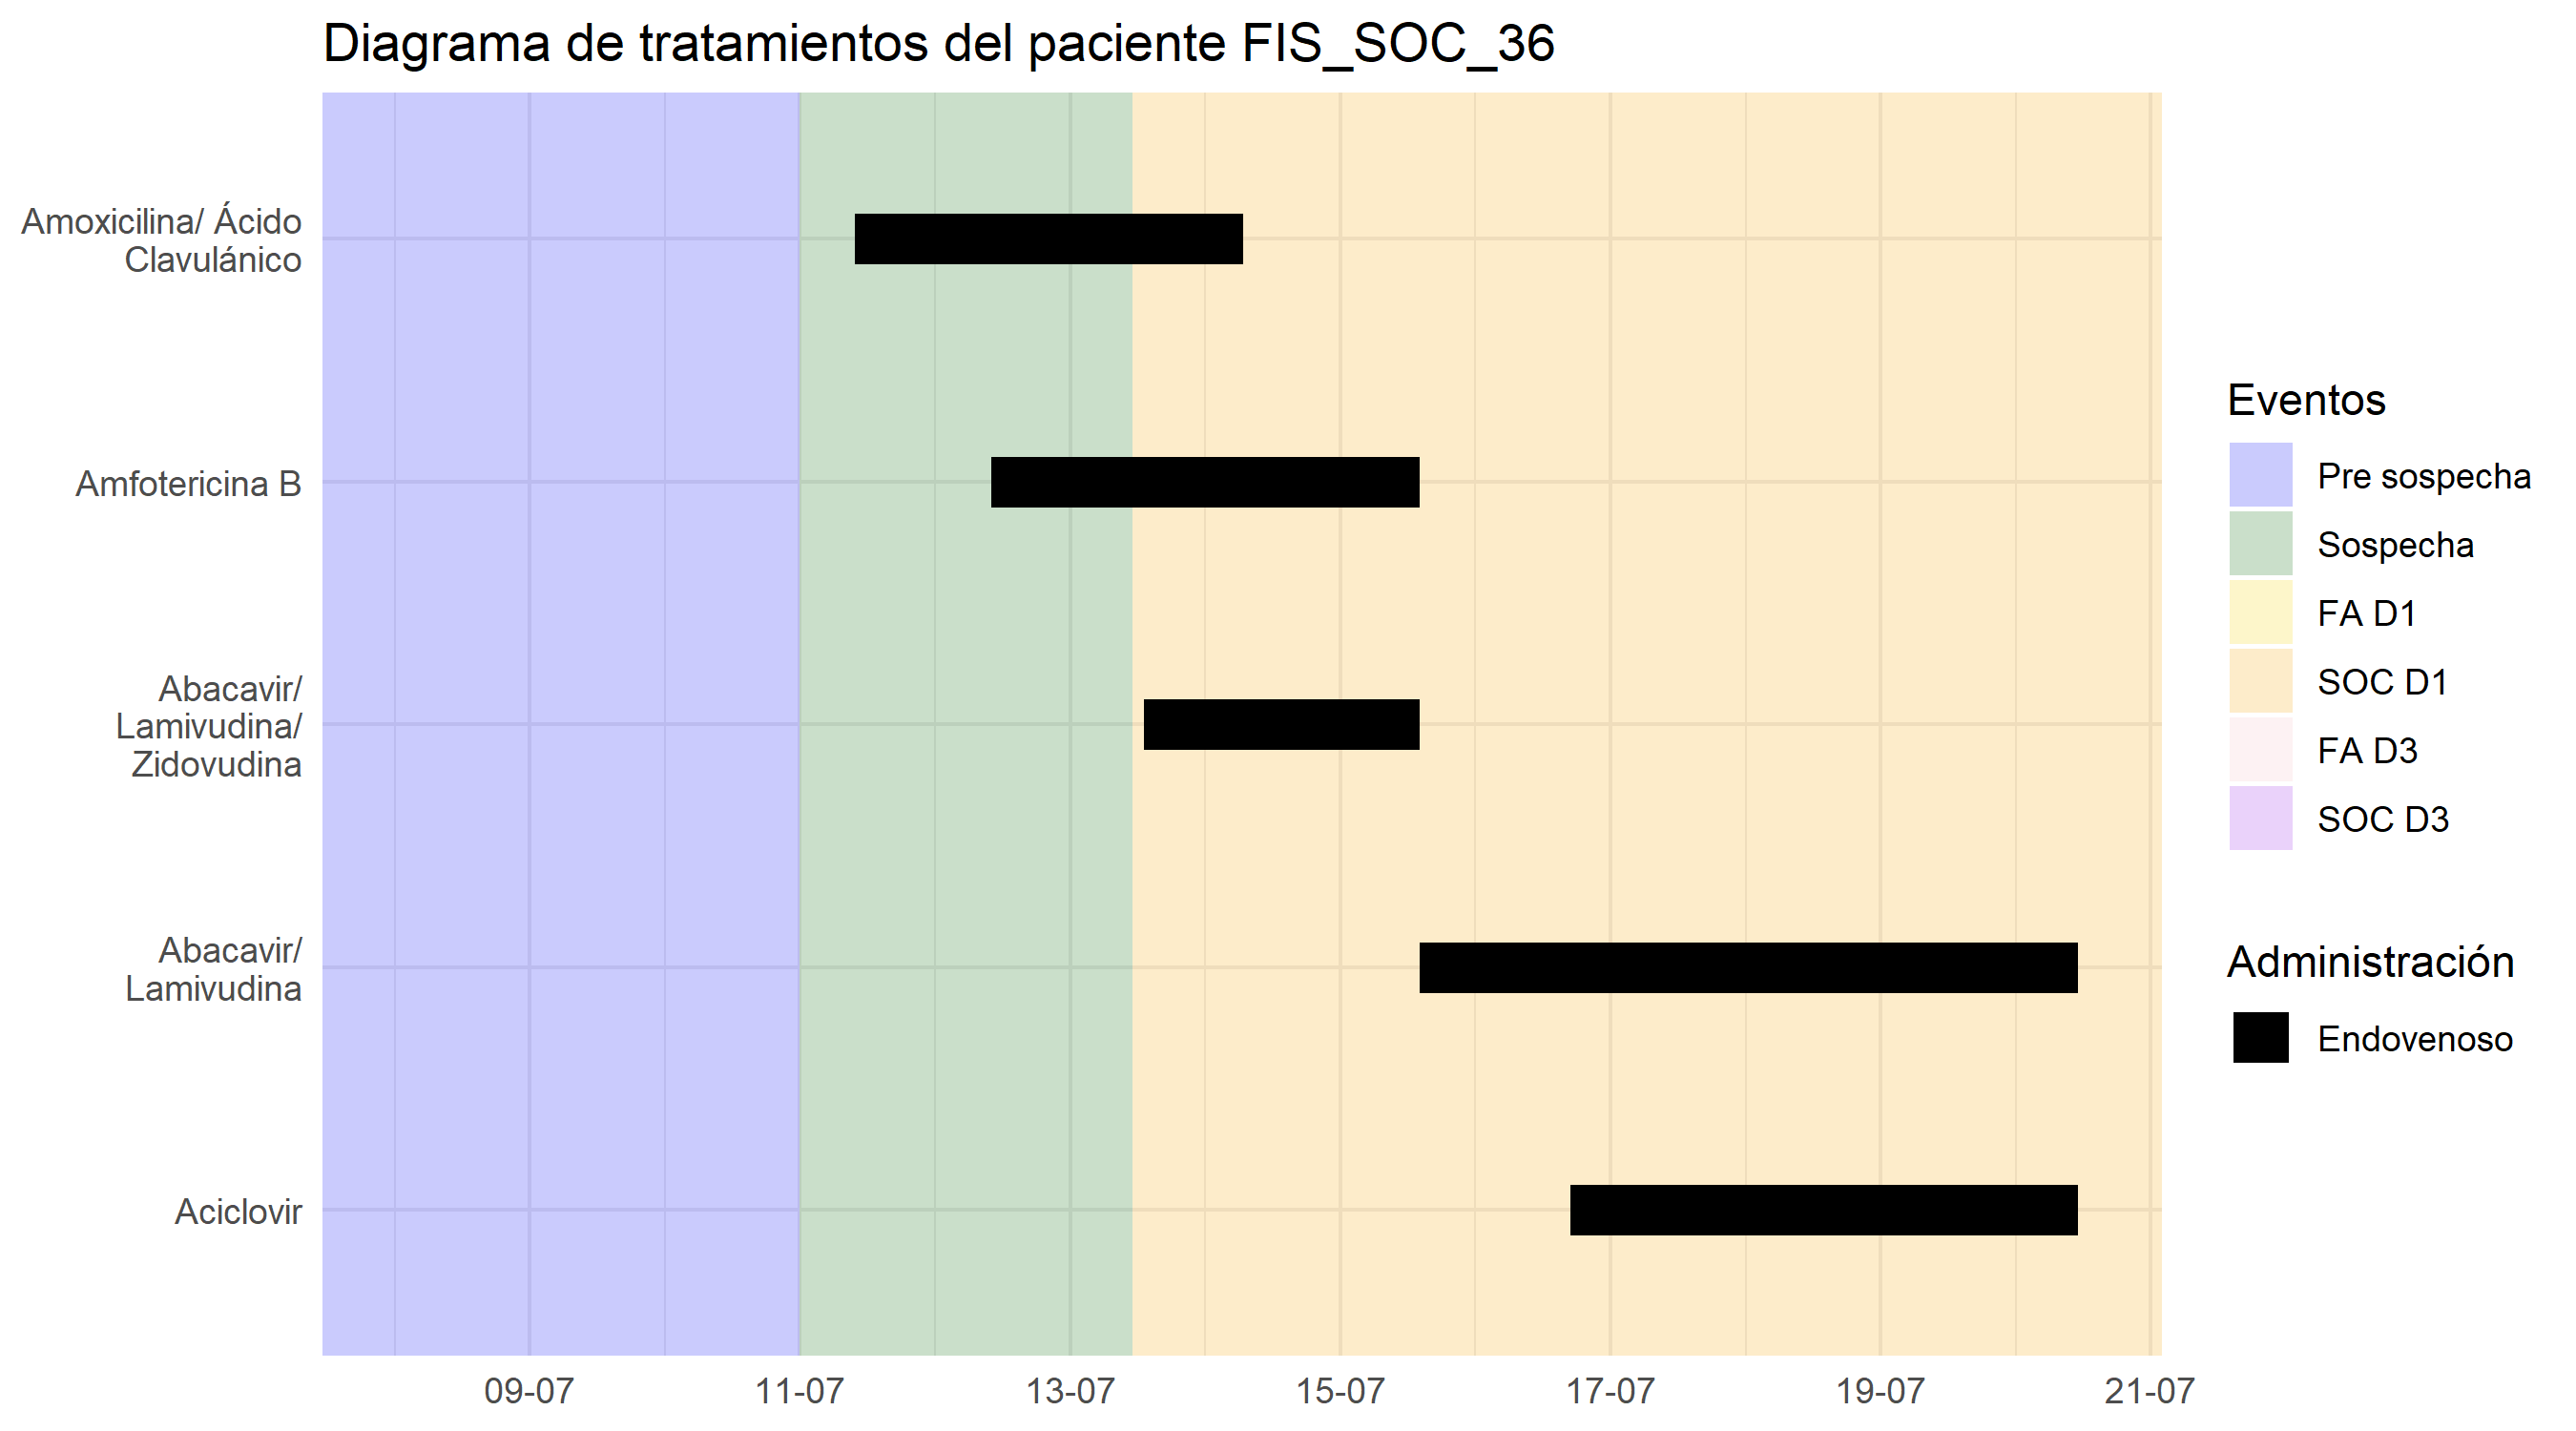 Diagrama de tratamientos del paciente FIS_SOC_36
Amoxicilina/ Ácido
Clavulánico
Amfotericina B
Abacavir/
Lamivudina/
Zidovudina
Abacavir/
Lamivudina
Aciclovir
09-07
11-07
13-07
15-07
17-07
19-07
21-07
Eventos
Pre sospecha
Sospecha
FA D1
SOC D1
FA D3
SOC D3
Administración
Endovenoso